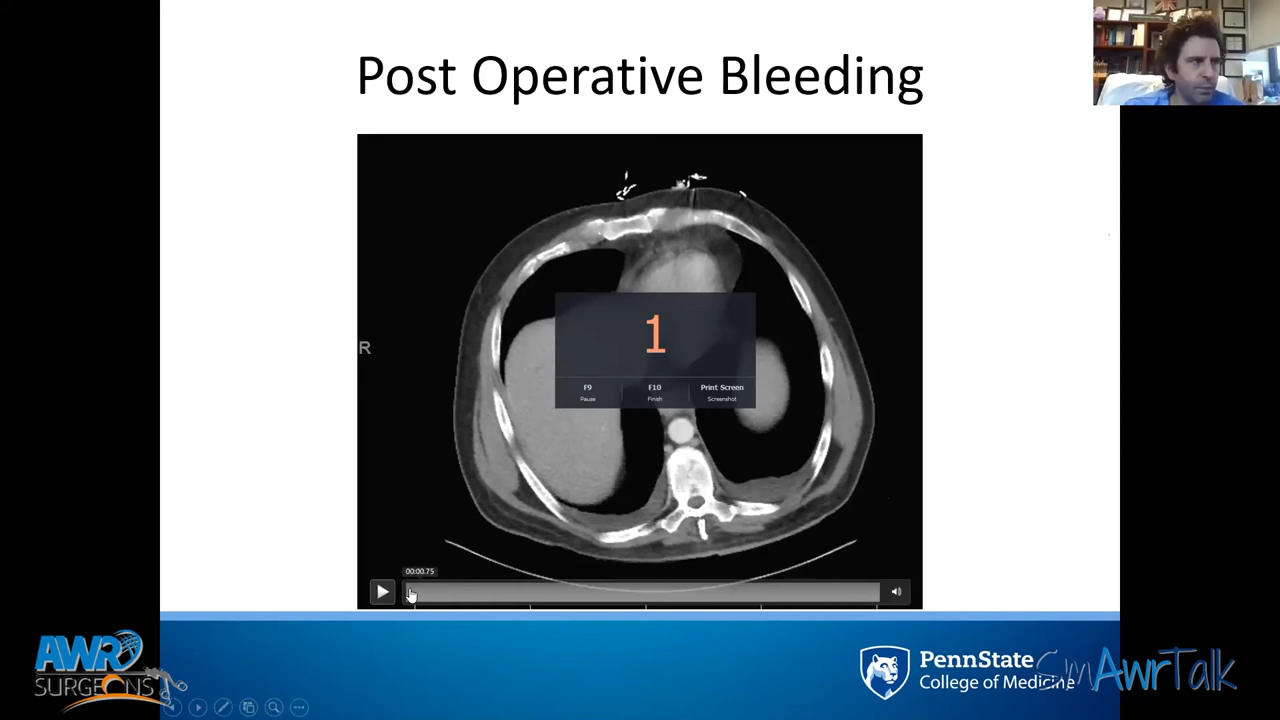 Post Operative Bleeding
R
1
F9
F10
Print Screen
Pause
Finish
Screenshot
00:00.75
AWR
SURGEONS
PennState
College of Medicine
SmAwrTalk